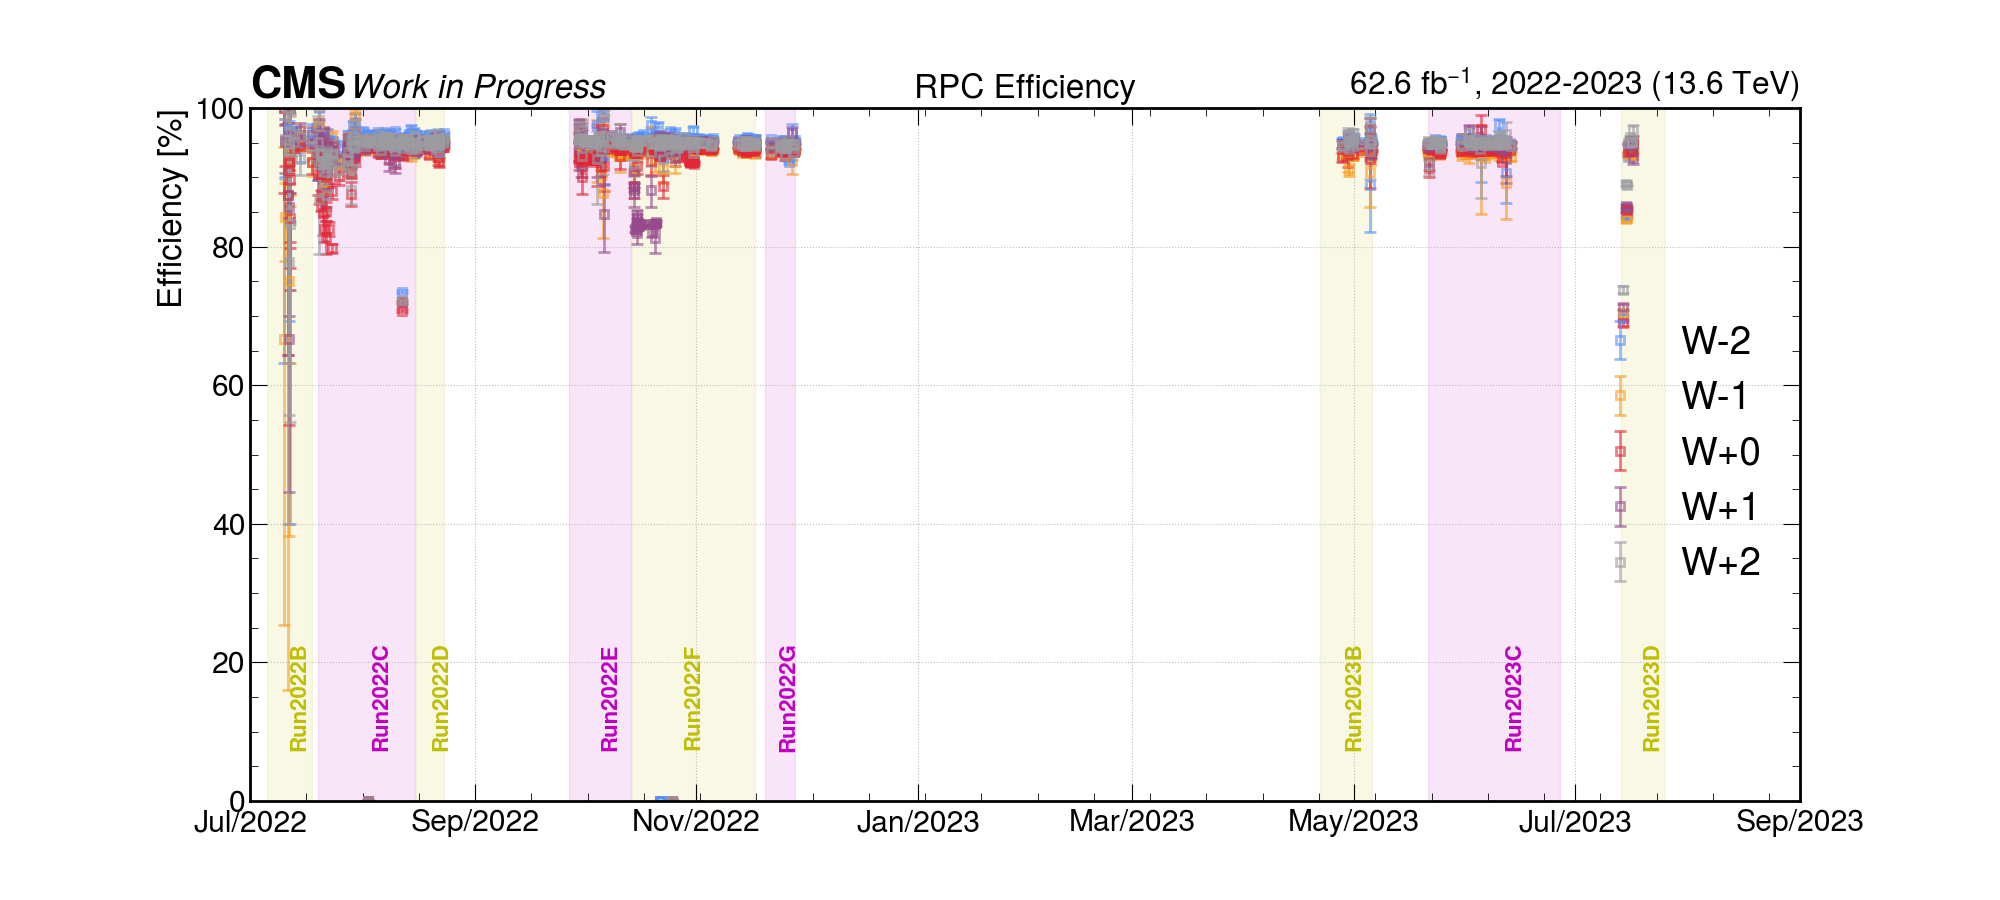 CMS Work in Progress
RPC Efficiency
62.6 fb⁻¹, 2022-2023 (13.6 TeV)
Efficiency [%]
100
80
60
40
20
0
W-2
W-1
W+0
W+1
W+2
Run2022B
Run2022C
Run2022D
Run2022E
Run2022F
Run2022G
Run2023B
Run2023C
Run2023D
Jul/2022
Sep/2022
Nov/2022
Jan/2023
Mar/2023
May/2023
Jul/2023
Sep/2023